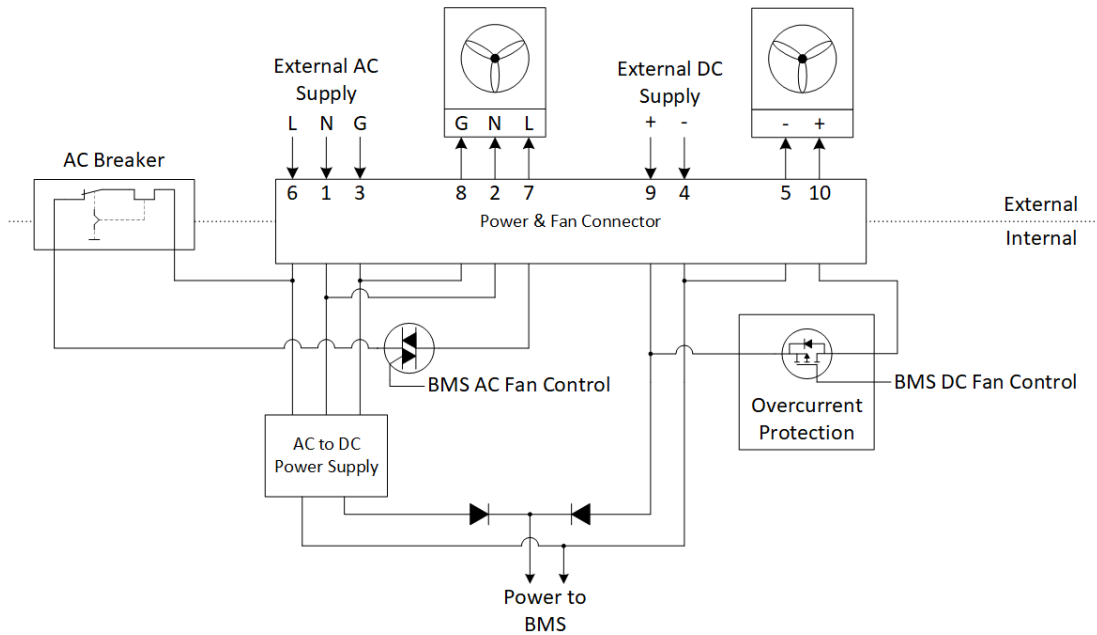 External AC
Supply
L N G
G N L
External DC
Supply
+ -
- +
AC Breaker
6 1 3 8 2 7 9 4 5 10
Power & Fan Connector
External
Internal
BMS AC Fan Control
BMS DC Fan Control
Overcurrent
Protection
AC to DC
Power Supply
Power to
BMS